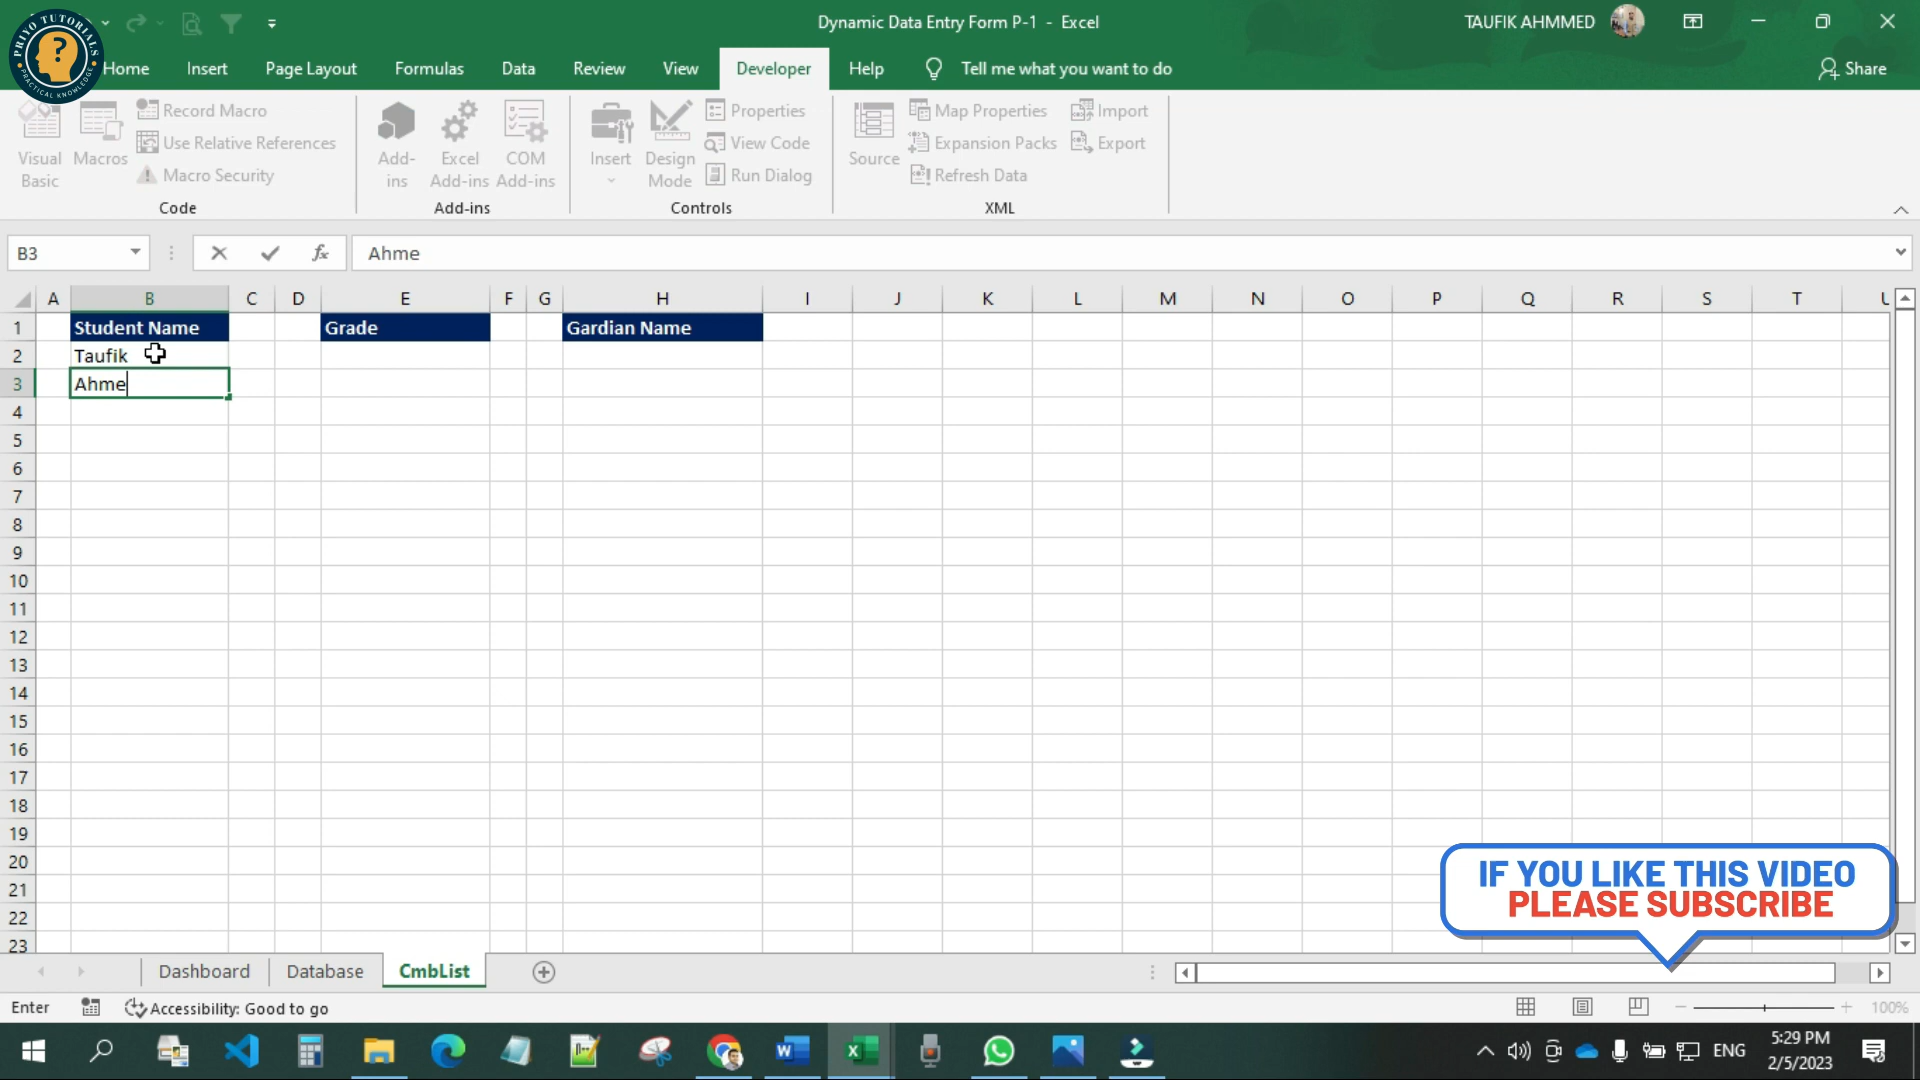 PRIYO TUTORIALS
PRACTICAL KNOWLEDGE
?
Dynamic Data Entry Form P-1 - Excel
TAUFIK AHMMED
Home Insert Page Layout Formulas Data Review View Developer Help Tell me what you want to do Share
Visual Basic
Macros
Record Macro
Use Relative References
Macro Security
Code
Add-ins
Excel Add-ins
COM Add-ins
Add-ins
Insert
Design Mode
Properties
View Code
Run Dialog
Controls
Source
Map Properties
Expansion Packs
Refresh Data
Import
Export
XML
B3 fx Ahme
A B C D E F G H I J K L M N O P Q R S T
1 Student Name Grade Gardian Name
2 Taufik
3 Ahme
4
5
6
7
8
9
10
11
12
13
14
15
16
17
18
19
20
21
22
23
IF YOU LIKE THIS VIDEO
PLEASE SUBSCRIBE
Dashboard Database CmbList
Enter Accessibility: Good to go 100%
ENG 5:29 PM
2/5/2023